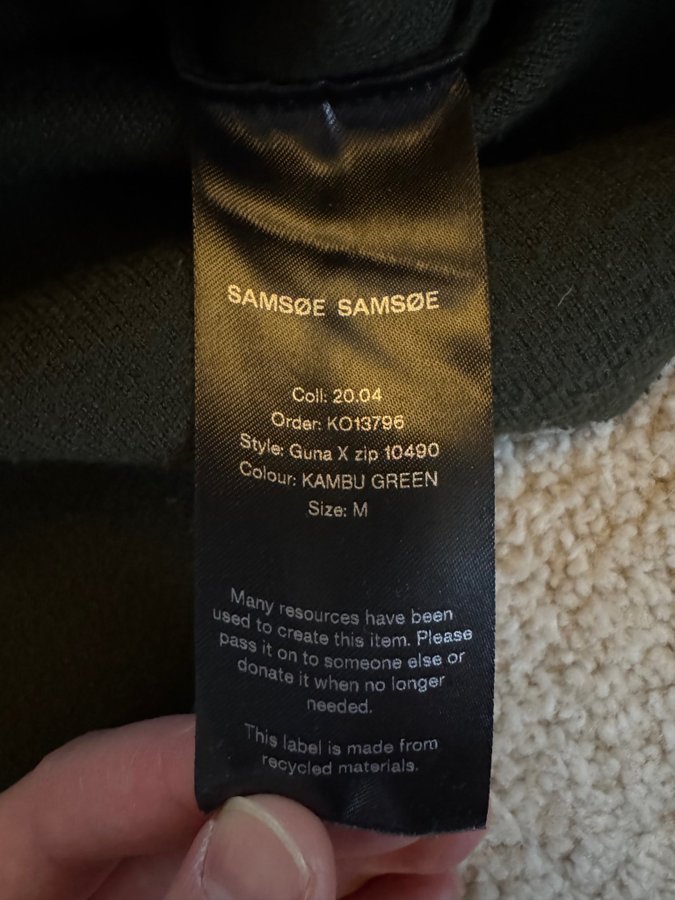 SAMSØE SAMSØE
Coll: 20.04
Order: KO13796
Style: Guna X zip 10490
Colour: KAMBU GREEN
Size: M
Many resources have been
used to create this item. Please
pass it on to someone else or
donate it when no longer
needed.
This label is made from
recycled materials.